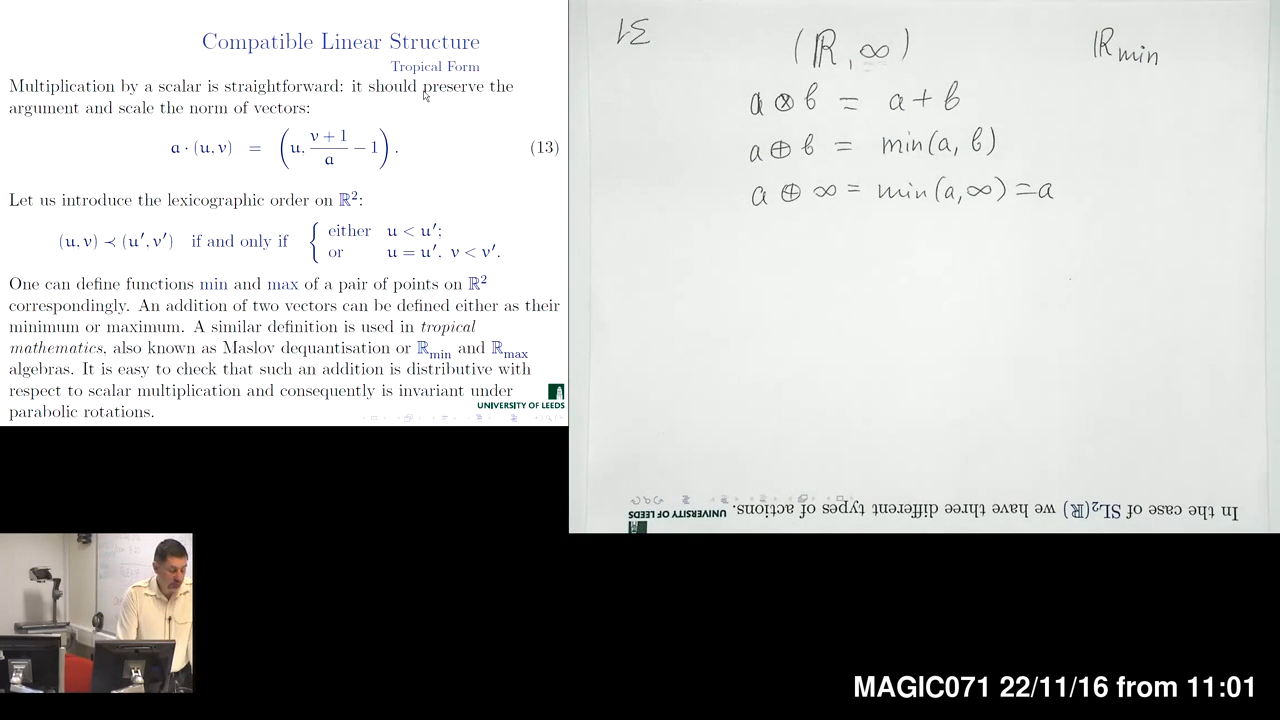 Compatible Linear Structure
Tropical Form
Multiplication by a scalar is straightforward: it should preserve the
argument and scale the norm of vectors:
a · (u, v) = (u, (v + 1)/a − 1). (13)
Let us introduce the lexicographic order on ℝ²:
(u, v) ≺ (u′, v′) if and only if { either u < u′;
or u = u′, v < v′.
One can define functions min and max of a pair of points on ℝ²
correspondingly. An addition of two vectors can be defined either as their
minimum or maximum. A similar definition is used in tropical
mathematics, also known as Maslov dequantisation or ℝmin and ℝmax
algebras. It is easy to check that such an addition is distributive with
respect to scalar multiplication and consequently is invariant under
parabolic rotations.
UNIVERSITY OF LEEDS
31
(ℝ, ∞) ℝmin
a ⊗ b = a + b
a ⊕ b = min(a, b)
a ⊕ ∞ = min(a, ∞) = a
In the case of SL₂(ℝ) we have three different types of actions.
UNIVERSITY OF LEEDS
MAGIC071 22/11/16 from 11:01